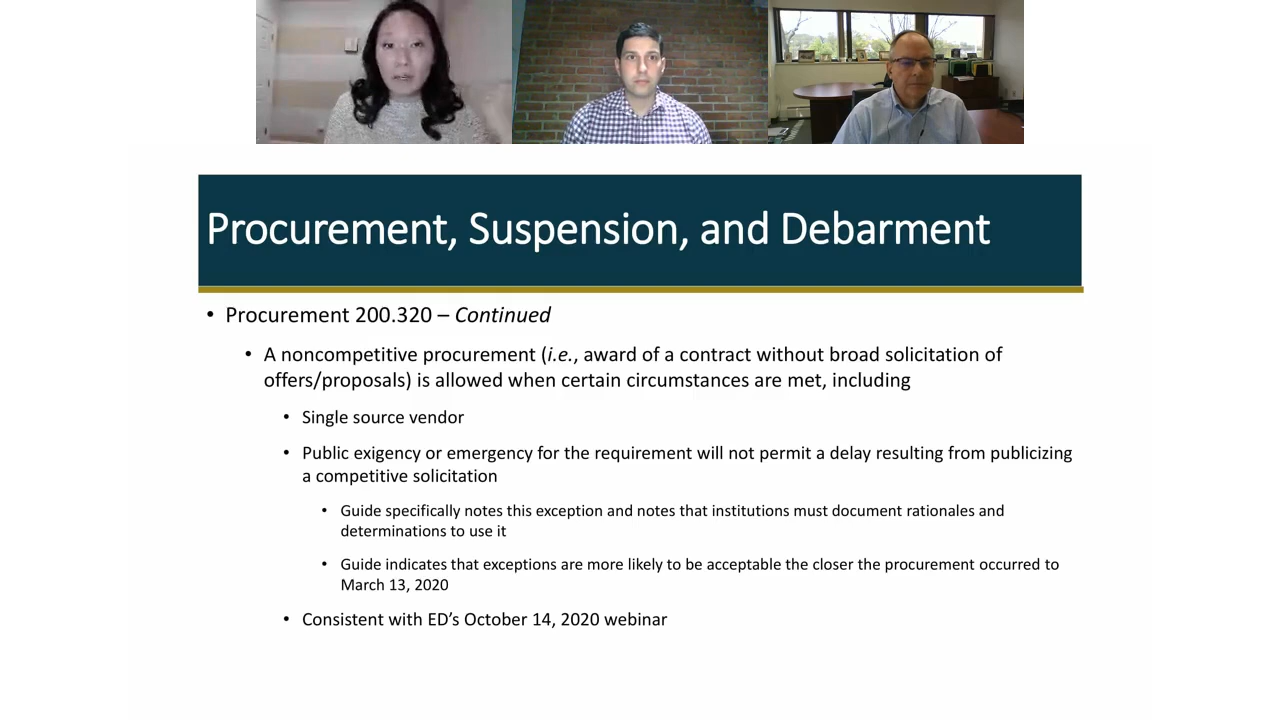 Procurement, Suspension, and Debarment
• Procurement 200.320 – Continued
• A noncompetitive procurement (i.e., award of a contract without broad solicitation of
offers/proposals) is allowed when certain circumstances are met, including
• Single source vendor
• Public exigency or emergency for the requirement will not permit a delay resulting from publicizing
a competitive solicitation
• Guide specifically notes this exception and notes that institutions must document rationales and
determinations to use it
• Guide indicates that exceptions are more likely to be acceptable the closer the procurement occurred to
March 13, 2020
• Consistent with ED’s October 14, 2020 webinar